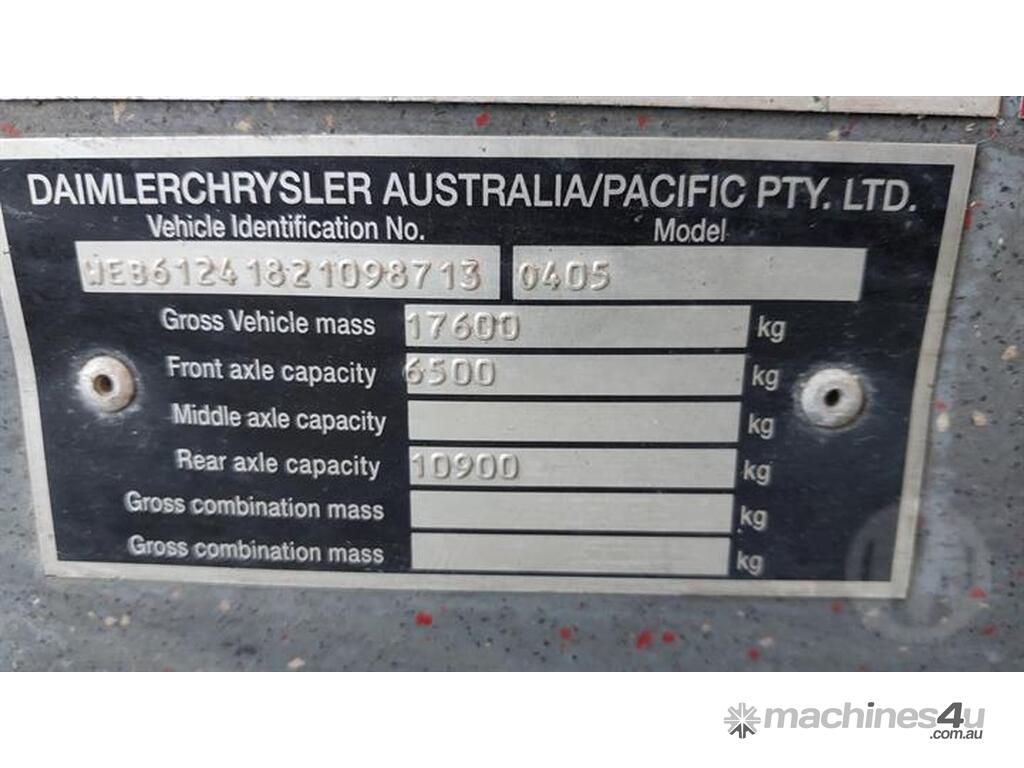 DAIMLERCHRYSLER AUSTRALIA/PACIFIC PTY. LTD.
Vehicle Identification No. Model
WEB61241821098713 0405
Gross Vehicle mass 17600 kg
Front axle capacity 6500 kg
Middle axle capacity kg
Rear axle capacity 10900 kg
Gross combination mass kg
Gross combination mass kg
machines4u
.com.au